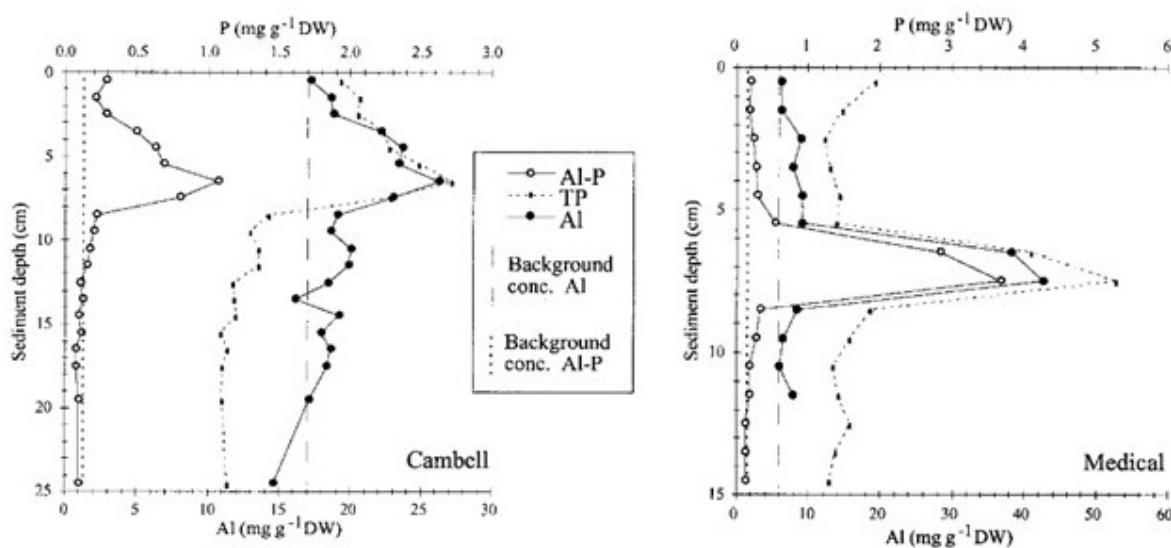 P (mg g⁻¹ DW)
0.0 0.5 1.0 1.5 2.0 2.5 3.0
0
5
10
15
20
25
Sediment depth (cm)
0 5 10 15 20 25 30
Al (mg g⁻¹ DW)
Cambell
Al-P
TP
Al
Background
conc. Al
Background
conc. Al-P
P (mg g⁻¹ DW)
0 1 2 3 4 5 6
0
5
10
15
Sediment depth (cm)
0 10 20 30 40 50 60
Al (mg g⁻¹ DW)
Medical